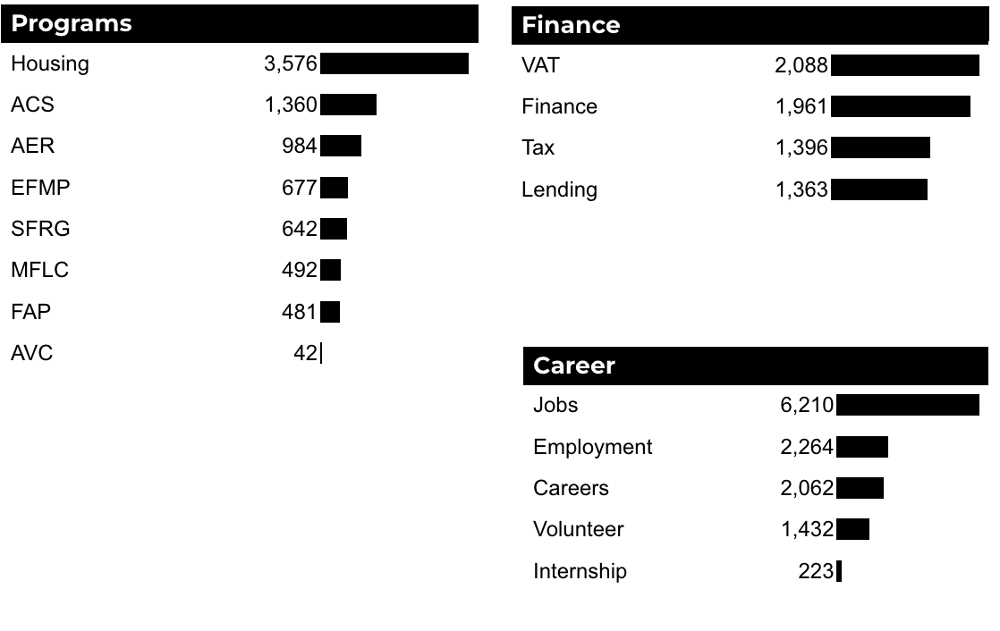 Programs
Housing 3,576
ACS 1,360
AER 984
EFMP 677
SFRG 642
MFLC 492
FAP 481
AVC 42
Finance
VAT 2,088
Finance 1,961
Tax 1,396
Lending 1,363
Career
Jobs 6,210
Employment 2,264
Careers 2,062
Volunteer 1,432
Internship 223